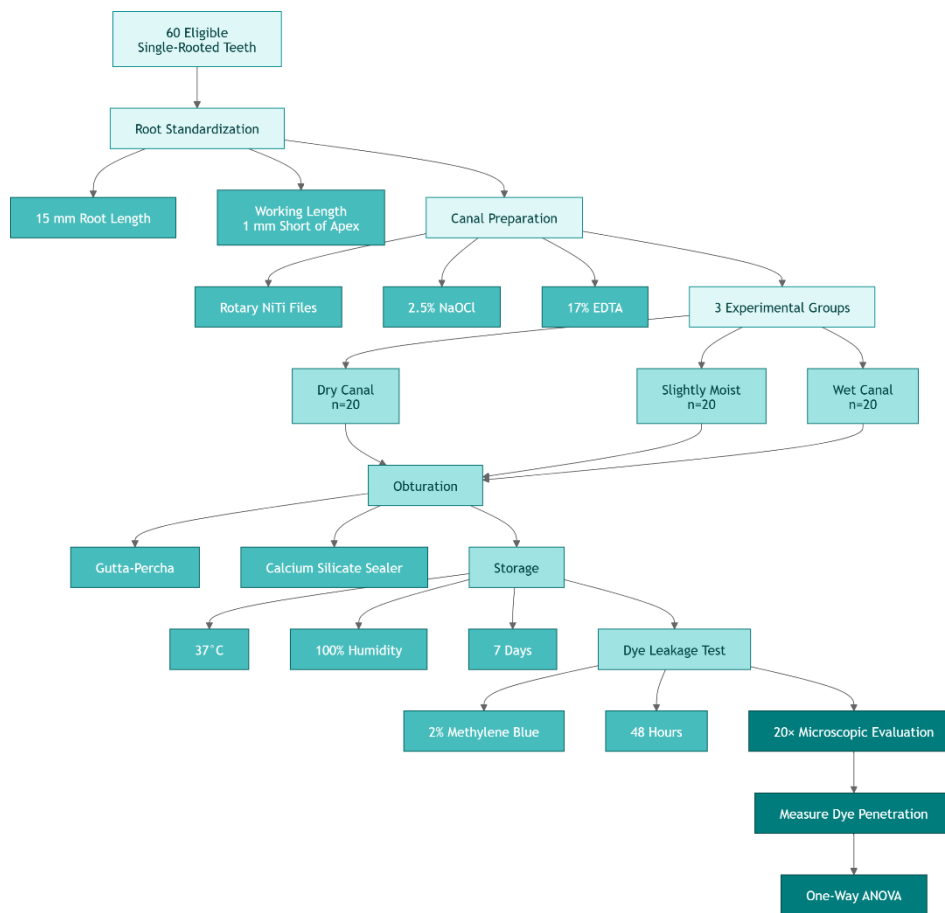 60 Eligible
Single-Rooted Teeth
Root Standardization
15 mm Root Length
Working Length
1 mm Short of Apex
Canal Preparation
Rotary NiTi Files
2.5% NaOCl
17% EDTA
3 Experimental Groups
Dry Canal
n=20
Slightly Moist
n=20
Wet Canal
n=20
Obturation
Gutta-Percha
Calcium Silicate Sealer
Storage
37°C
100% Humidity
7 Days
Dye Leakage Test
2% Methylene Blue
48 Hours
20× Microscopic Evaluation
Measure Dye Penetration
One-Way ANOVA